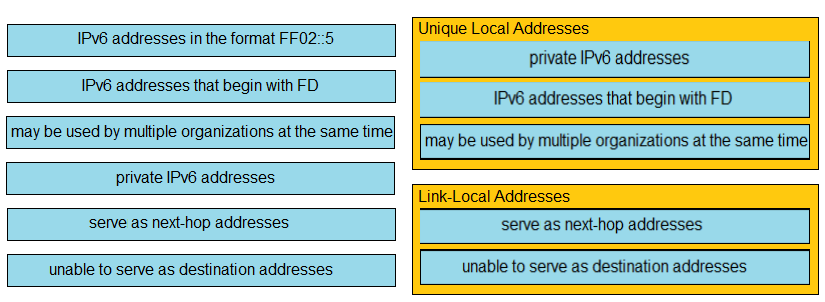 IPv6 addresses in the format FF02::5
IPv6 addresses that begin with FD
may be used by multiple organizations at the same time
private IPv6 addresses
serve as next-hop addresses
unable to serve as destination addresses
Unique Local Addresses
private IPv6 addresses
IPv6 addresses that begin with FD
may be used by multiple organizations at the same time
Link-Local Addresses
serve as next-hop addresses
unable to serve as destination addresses